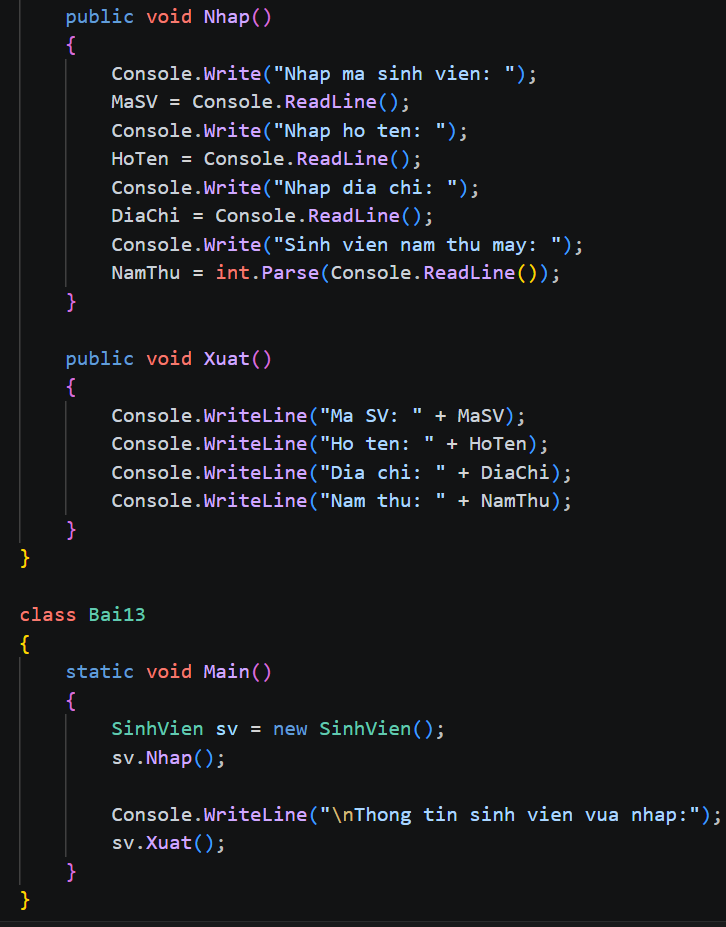 public void Nhap()
{
Console.Write("Nhap ma sinh vien: ");
MaSV = Console.ReadLine();
Console.Write("Nhap ho ten: ");
HoTen = Console.ReadLine();
Console.Write("Nhap dia chi: ");
DiaChi = Console.ReadLine();
Console.Write("Sinh vien nam thu may: ");
NamThu = int.Parse(Console.ReadLine());
}
public void Xuat()
{
Console.WriteLine("Ma SV: " + MaSV);
Console.WriteLine("Ho ten: " + HoTen);
Console.WriteLine("Dia chi: " + DiaChi);
Console.WriteLine("Nam thu: " + NamThu);
}
}
class Bai13
{
static void Main()
{
SinhVien sv = new SinhVien();
sv.Nhap();
Console.WriteLine("\nThong tin sinh vien vua nhap:");
sv.Xuat();
}
}